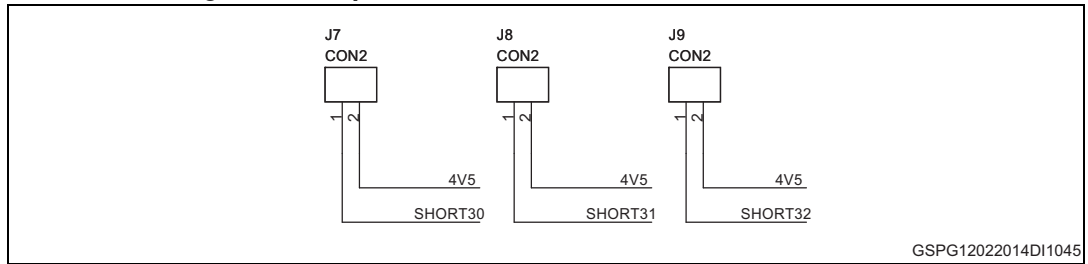 J7
CON2
1
2
4V5
SHORT30
J8
CON2
1
2
4V5
SHORT31
J9
CON2
1
2
4V5
SHORT32
GSPG12022014DI1045